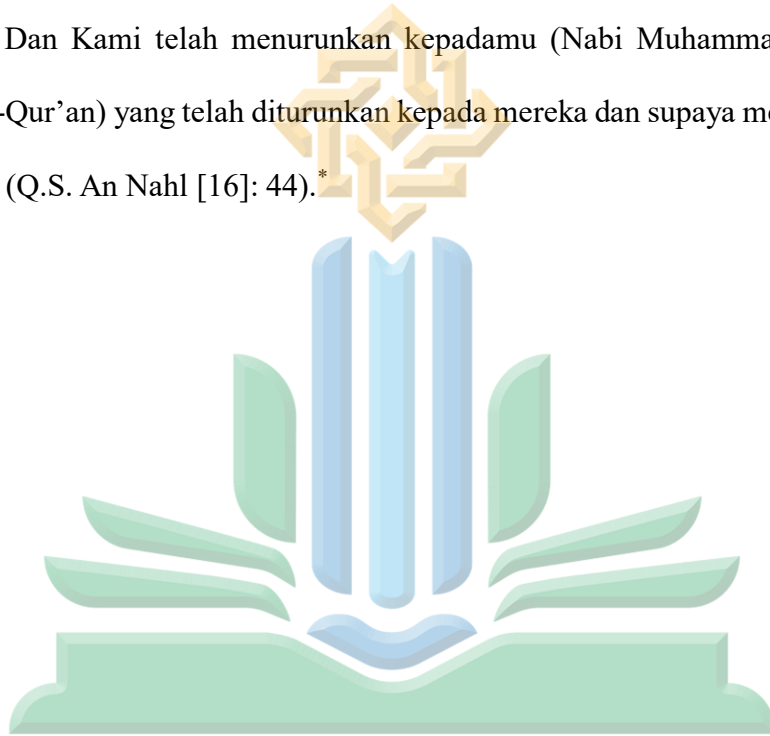 Dan Kami telah menurunkan kepadamu (Nabi Muhamma
-Qur’an) yang telah diturunkan kepada mereka dan supaya me
(Q.S. An Nahl [16]: 44).*